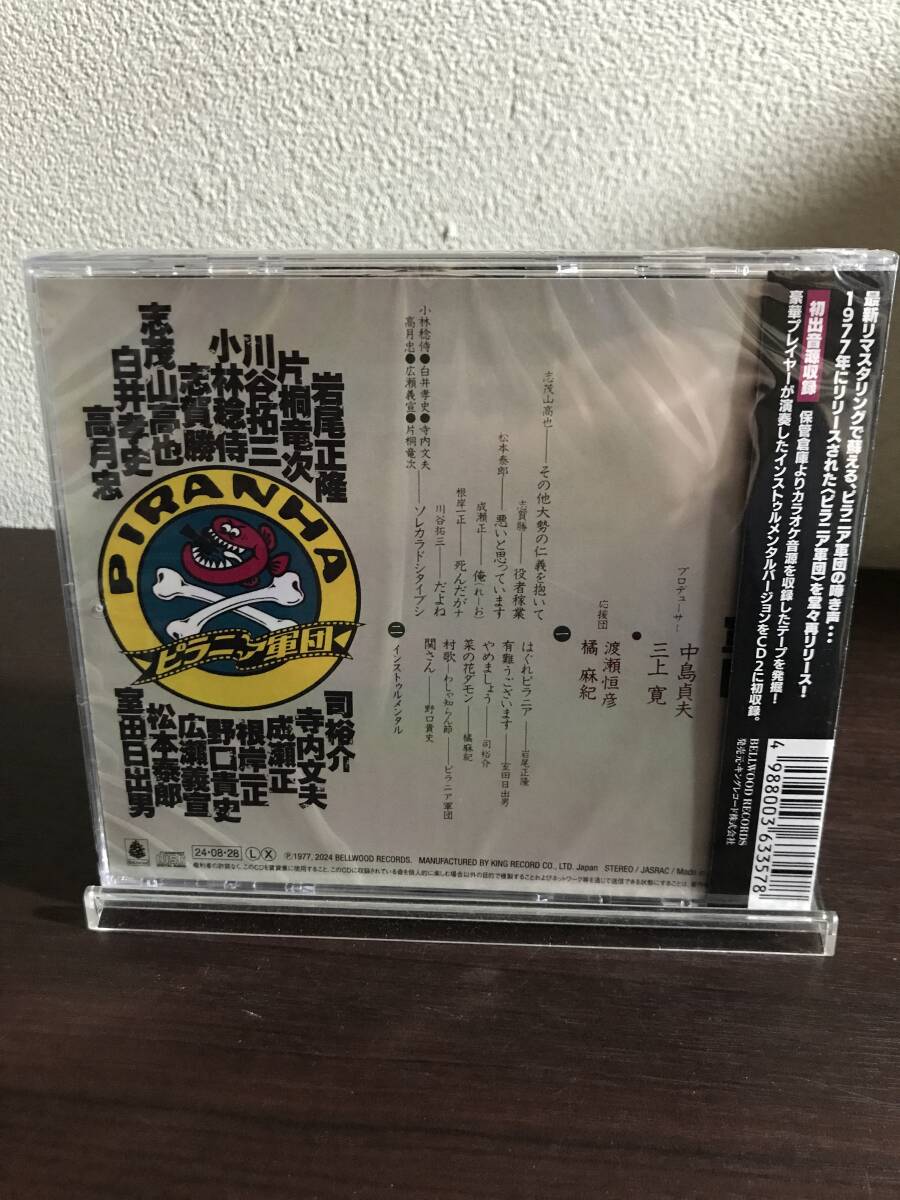 最新リマスタリングで蘇える、ピラニア軍団の啼き声…
1977年にリリースされた〈ピラニア軍団〉を堂々再リリース!
初出音源収録
保管倉庫よりカラオケ音源を収録したテープを発掘!
豪華プレイヤーが演奏したインストゥルメンタルバージョンをCD2に初収録。
BELLWOOD RECORDS
発売元・キングレコード株式会社
4 988003 633578
プロデューサー
中島貞夫
三上 寛
●
応援団
渡瀬恒彦
橘 麻紀
一
志茂山高也──その他大勢の仁義を抱いて
志賀勝──役者稼業
松本泰郎──悪いと思っています
成瀬正──俺(れーお)
根岸一正──死んだがナ
川谷拓三──だよね
小林稔侍●白井孝史●寺内文夫
高月忠●広瀬義宣●片桐竜次
ソレカラドシタイブシ
はぐれピラニア──岩尾正隆
有難うございます──室田日出男
やめましょう──司裕介
菜の花ダモン──橘麻紀
村歌──わしゃ知らん節──ピラニア軍団
関さん──野口貴史
●
二 インストゥルメンタル
岩尾正隆
片桐竜次
川谷拓三
小林稔侍
志賀勝
志茂山高也
白井孝史
高月忠
PIRANHA
ピラニア軍団
司裕介
寺内文夫
成瀬正
根岸一正
野口貴史
広瀬義宣
松本泰郎
室田日出男
24・08・28 L X Ⓟ1977, 2024 BELLWOOD RECORDS. MANUFACTURED BY KING RECORD CO., LTD. Japan STEREO / JASRAC / Made